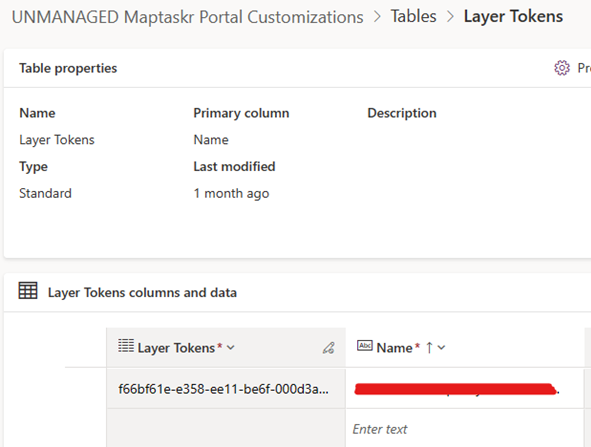 UNMANAGED Maptaskr Portal Customizations > Tables > Layer Tokens
Table properties
Name Primary column Description
Layer Tokens Name
Type Last modified
Standard 1 month ago
Layer Tokens columns and data
Layer Tokens * Abc Name * ↑
f66bf61e-e358-ee11-be6f-000d3a...
Enter text